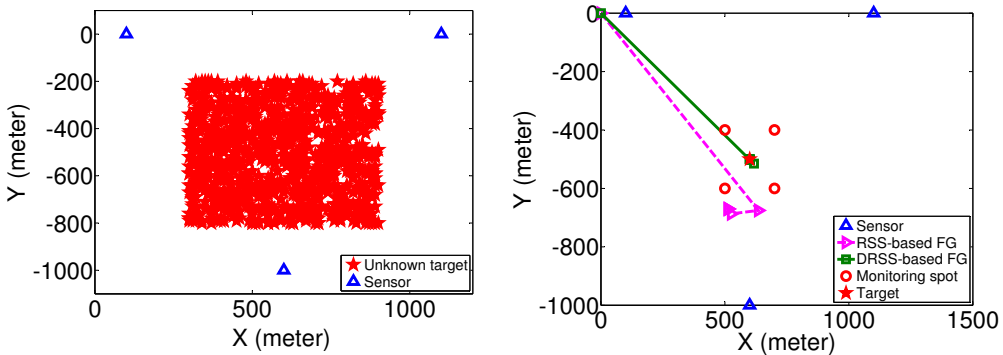 0
-200
-400
-600
-800
-1000
Y (meter)
0
500
1000
X (meter)
Unknown target
Sensor
0
-200
-400
-600
-800
-1000
Y (meter)
0
500
1000
1500
X (meter)
Sensor
RSS-based FG
DRSS-based FG
Monitoring spot
Target